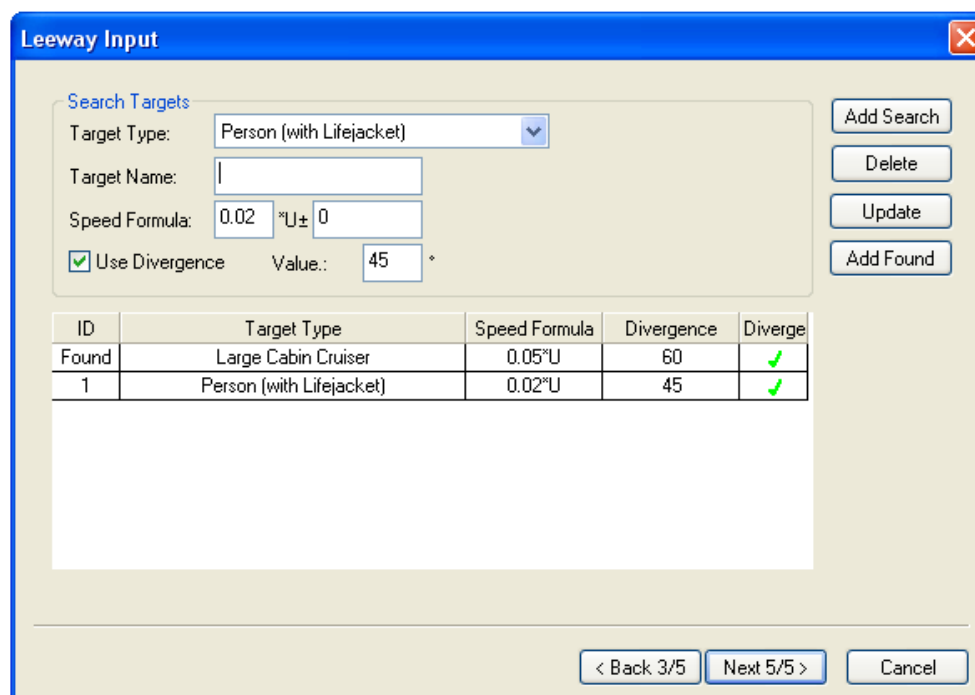 Leeway Input
Search Targets
Target Type: Person (with Lifejacket)
Add Search
Target Name:
Delete
Speed Formula: 0.02 *U± 0
Update
Use Divergence Value.: 45 °
Add Found
ID Target Type Speed Formula Divergence Diverge
Found Large Cabin Cruiser 0.05*U 60
1 Person (with Lifejacket) 0.02*U 45
< Back 3/5 Next 5/5 > Cancel